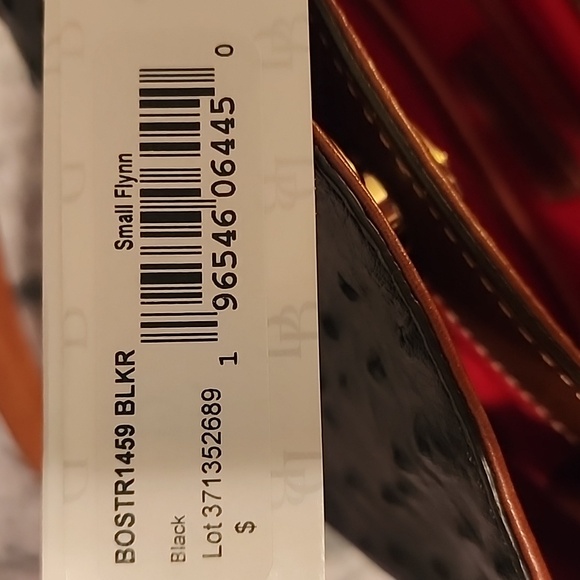 Small Flynn
1 96546 06445 0
BOSTR1459 BLKR
Black
Lot 371352689
$